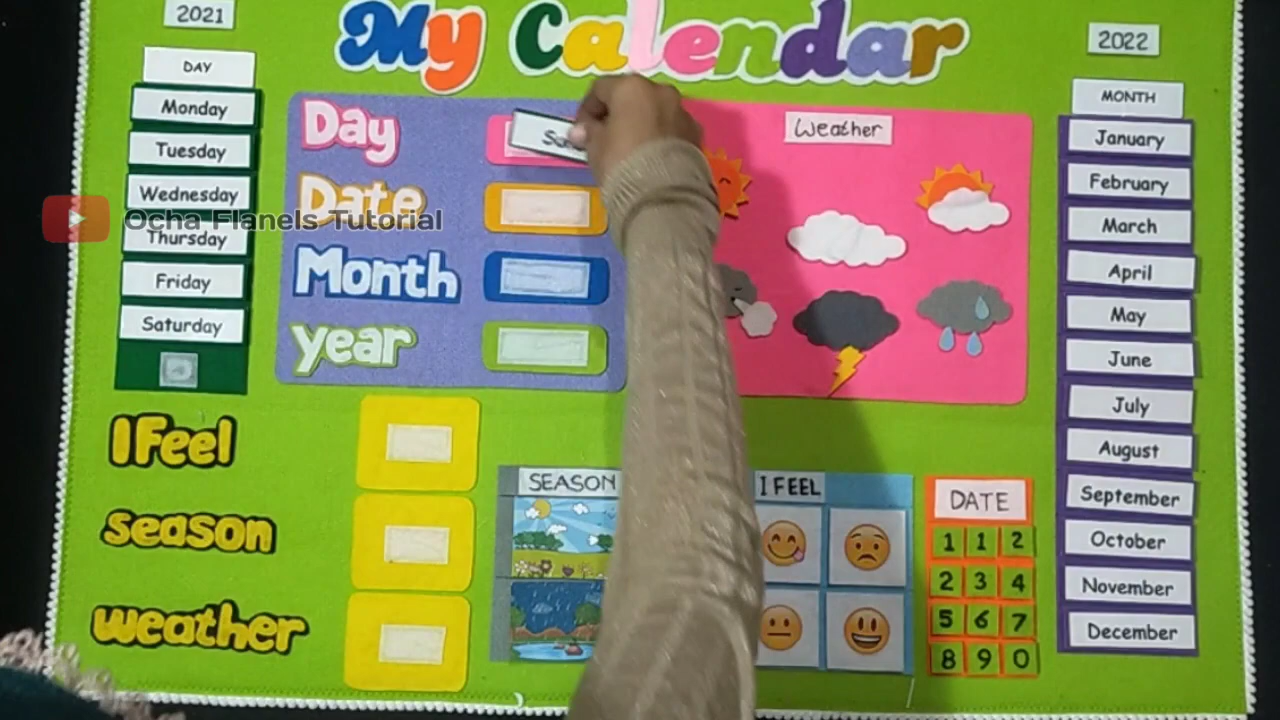 2021
My Calendar
2022
DAY
Monday
Tuesday
Wednesday
Thursday
Friday
Saturday
Ocha Flanels Tutorial
Day
Date
Month
year
Weather
MONTH
January
February
March
April
May
June
July
August
September
October
November
December
I Feel
season
weather
SEASON
I FEEL
DATE
1 1 2
2 3 4
5 6 7
8 9 0